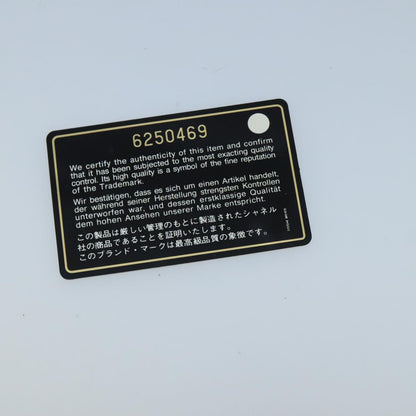 6250469
We certify the authenticity of this item and confirm
that it has been subjected to the most exacting quality
control. Its high quality is a symbol of the fine reputation
of the Trademark.
Wir bestätigen, dass es sich um einen Artikel handelt,
der während seiner Herstellung strengsten Kontrollen
unterworfen war, und dessen erstklassige Qualität
dem hohen Ansehen unserer Marke entspricht.
この製品は厳しい管理のもとに製造されたシャネル
社の商品であることを証明いたします。
このブランド・マークは最高級品質の象徴です。